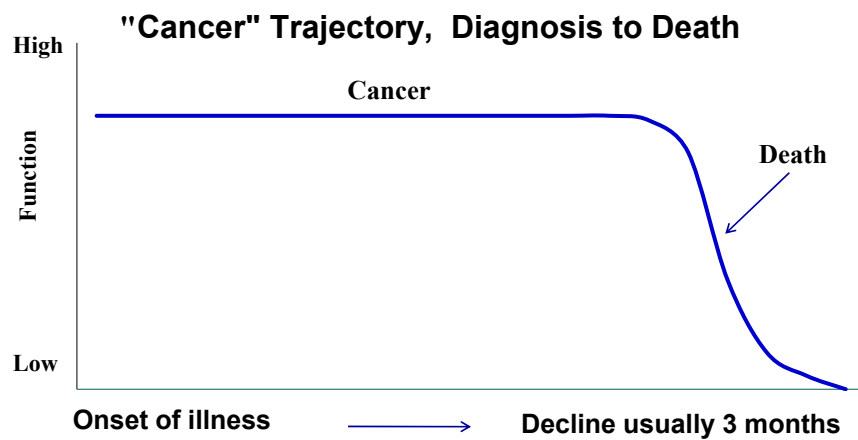 "Cancer" Trajectory, Diagnosis to Death
High
Cancer
Function
Death
Low
Onset of illness
Decline usually 3 months